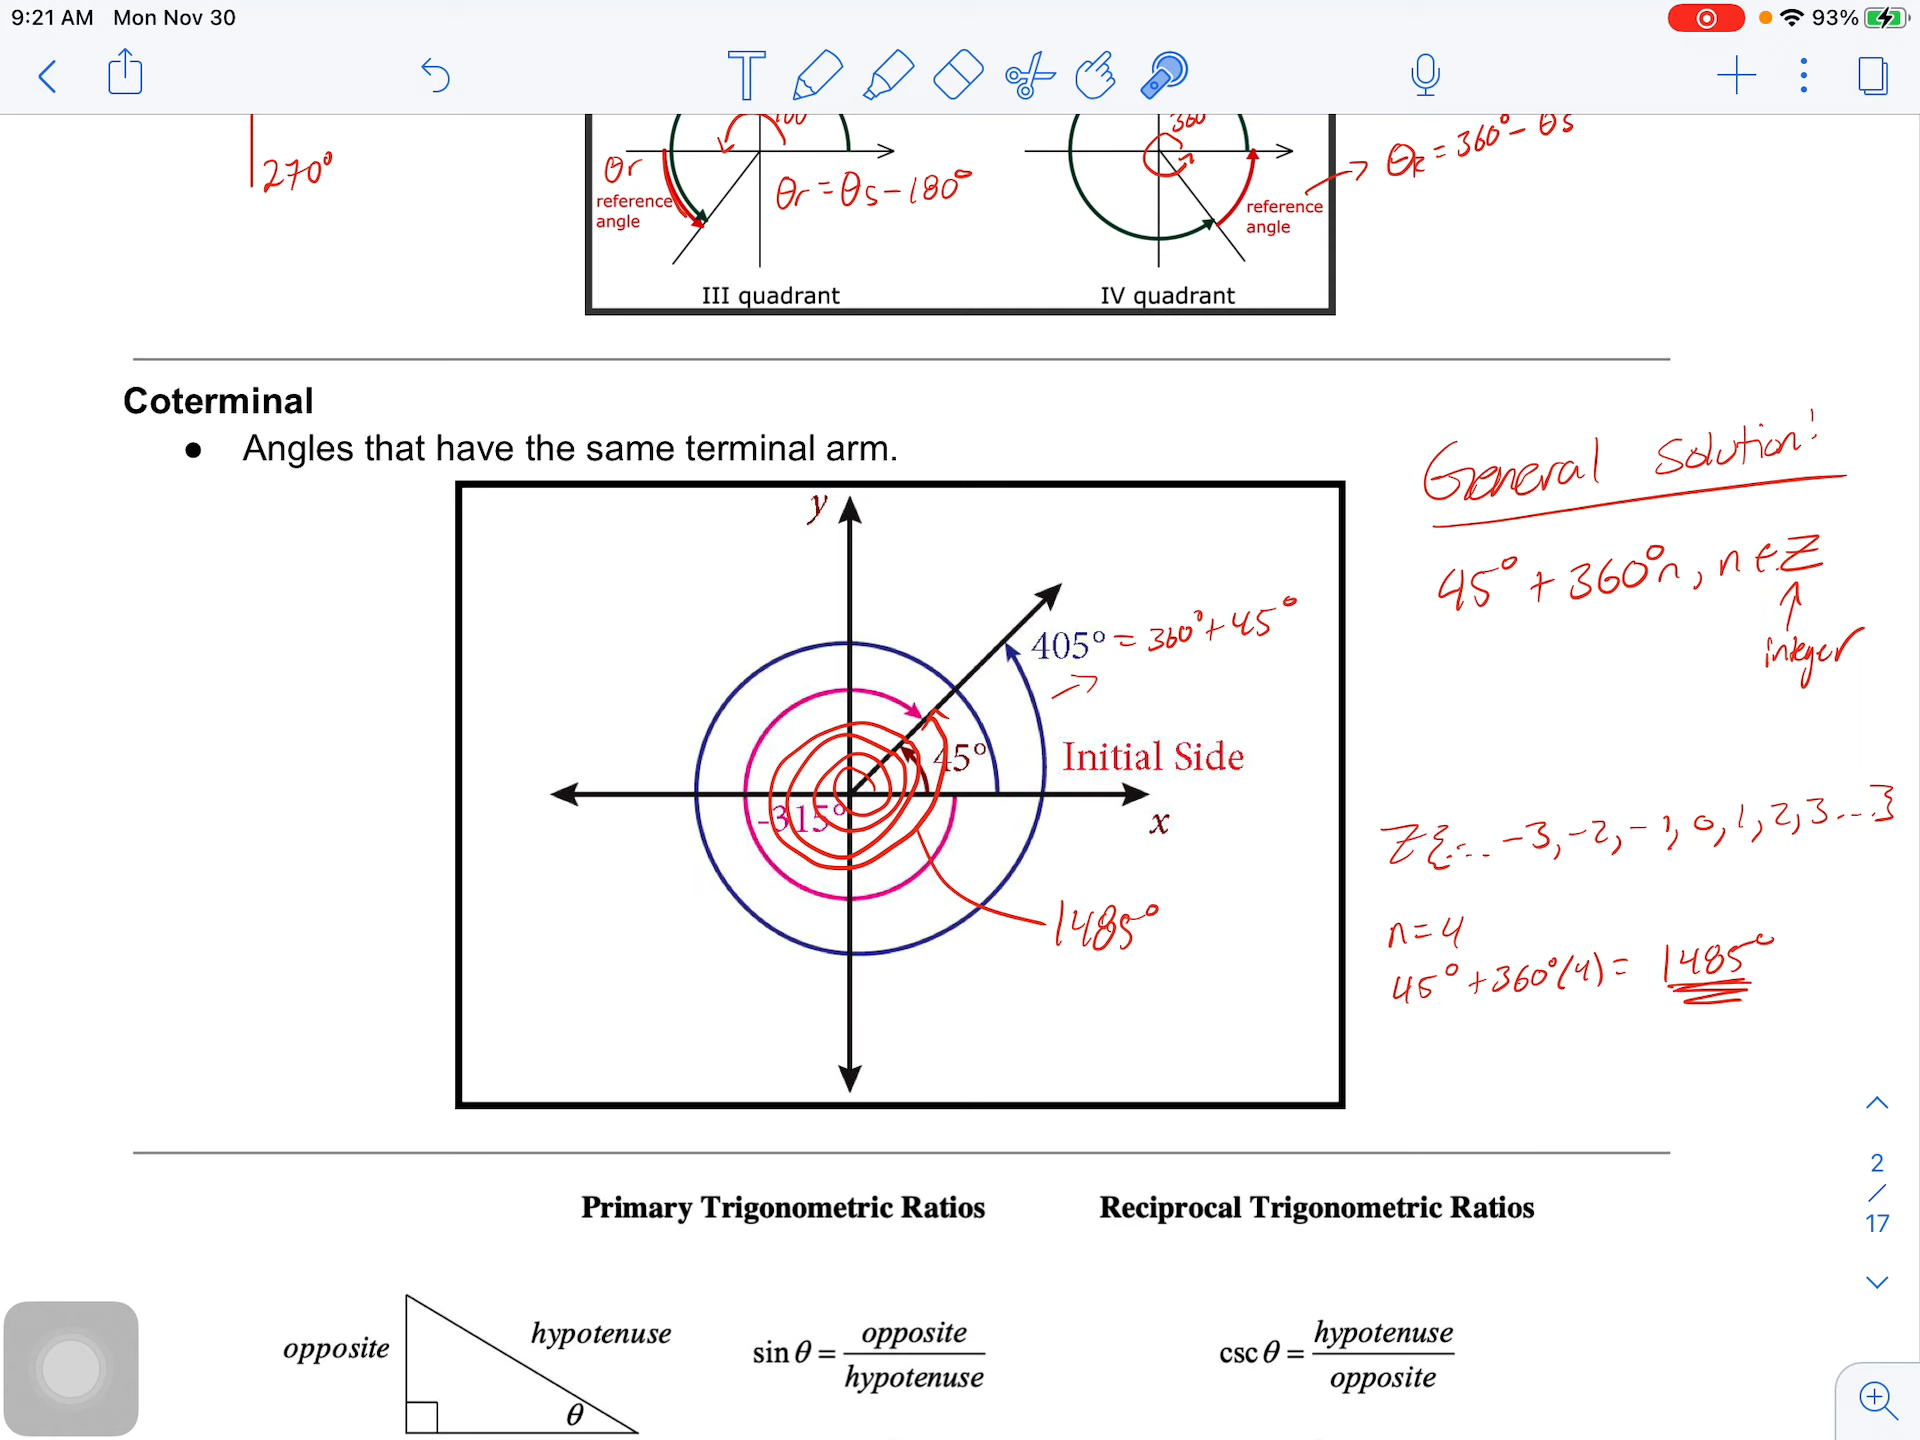 9:21 AM Mon Nov 30
93%
270°
θr
reference
angle
θr = θs - 180°
III quadrant
360
reference
angle
IV quadrant
θR = 360° - θs
Coterminal
● Angles that have the same terminal arm.
General Solution:
45° + 360°n, n ∈ Z
integer
y
405° = 360° + 45°
45°
Initial Side
-315°
x
1485°
Z{... -3, -2, -1, 0, 1, 2, 3...}
n = 4
45° + 360°(4) = 1485°
2
/
17
Primary Trigonometric Ratios
Reciprocal Trigonometric Ratios
opposite
hypotenuse
θ
sin θ = opposite / hypotenuse
csc θ = hypotenuse / opposite